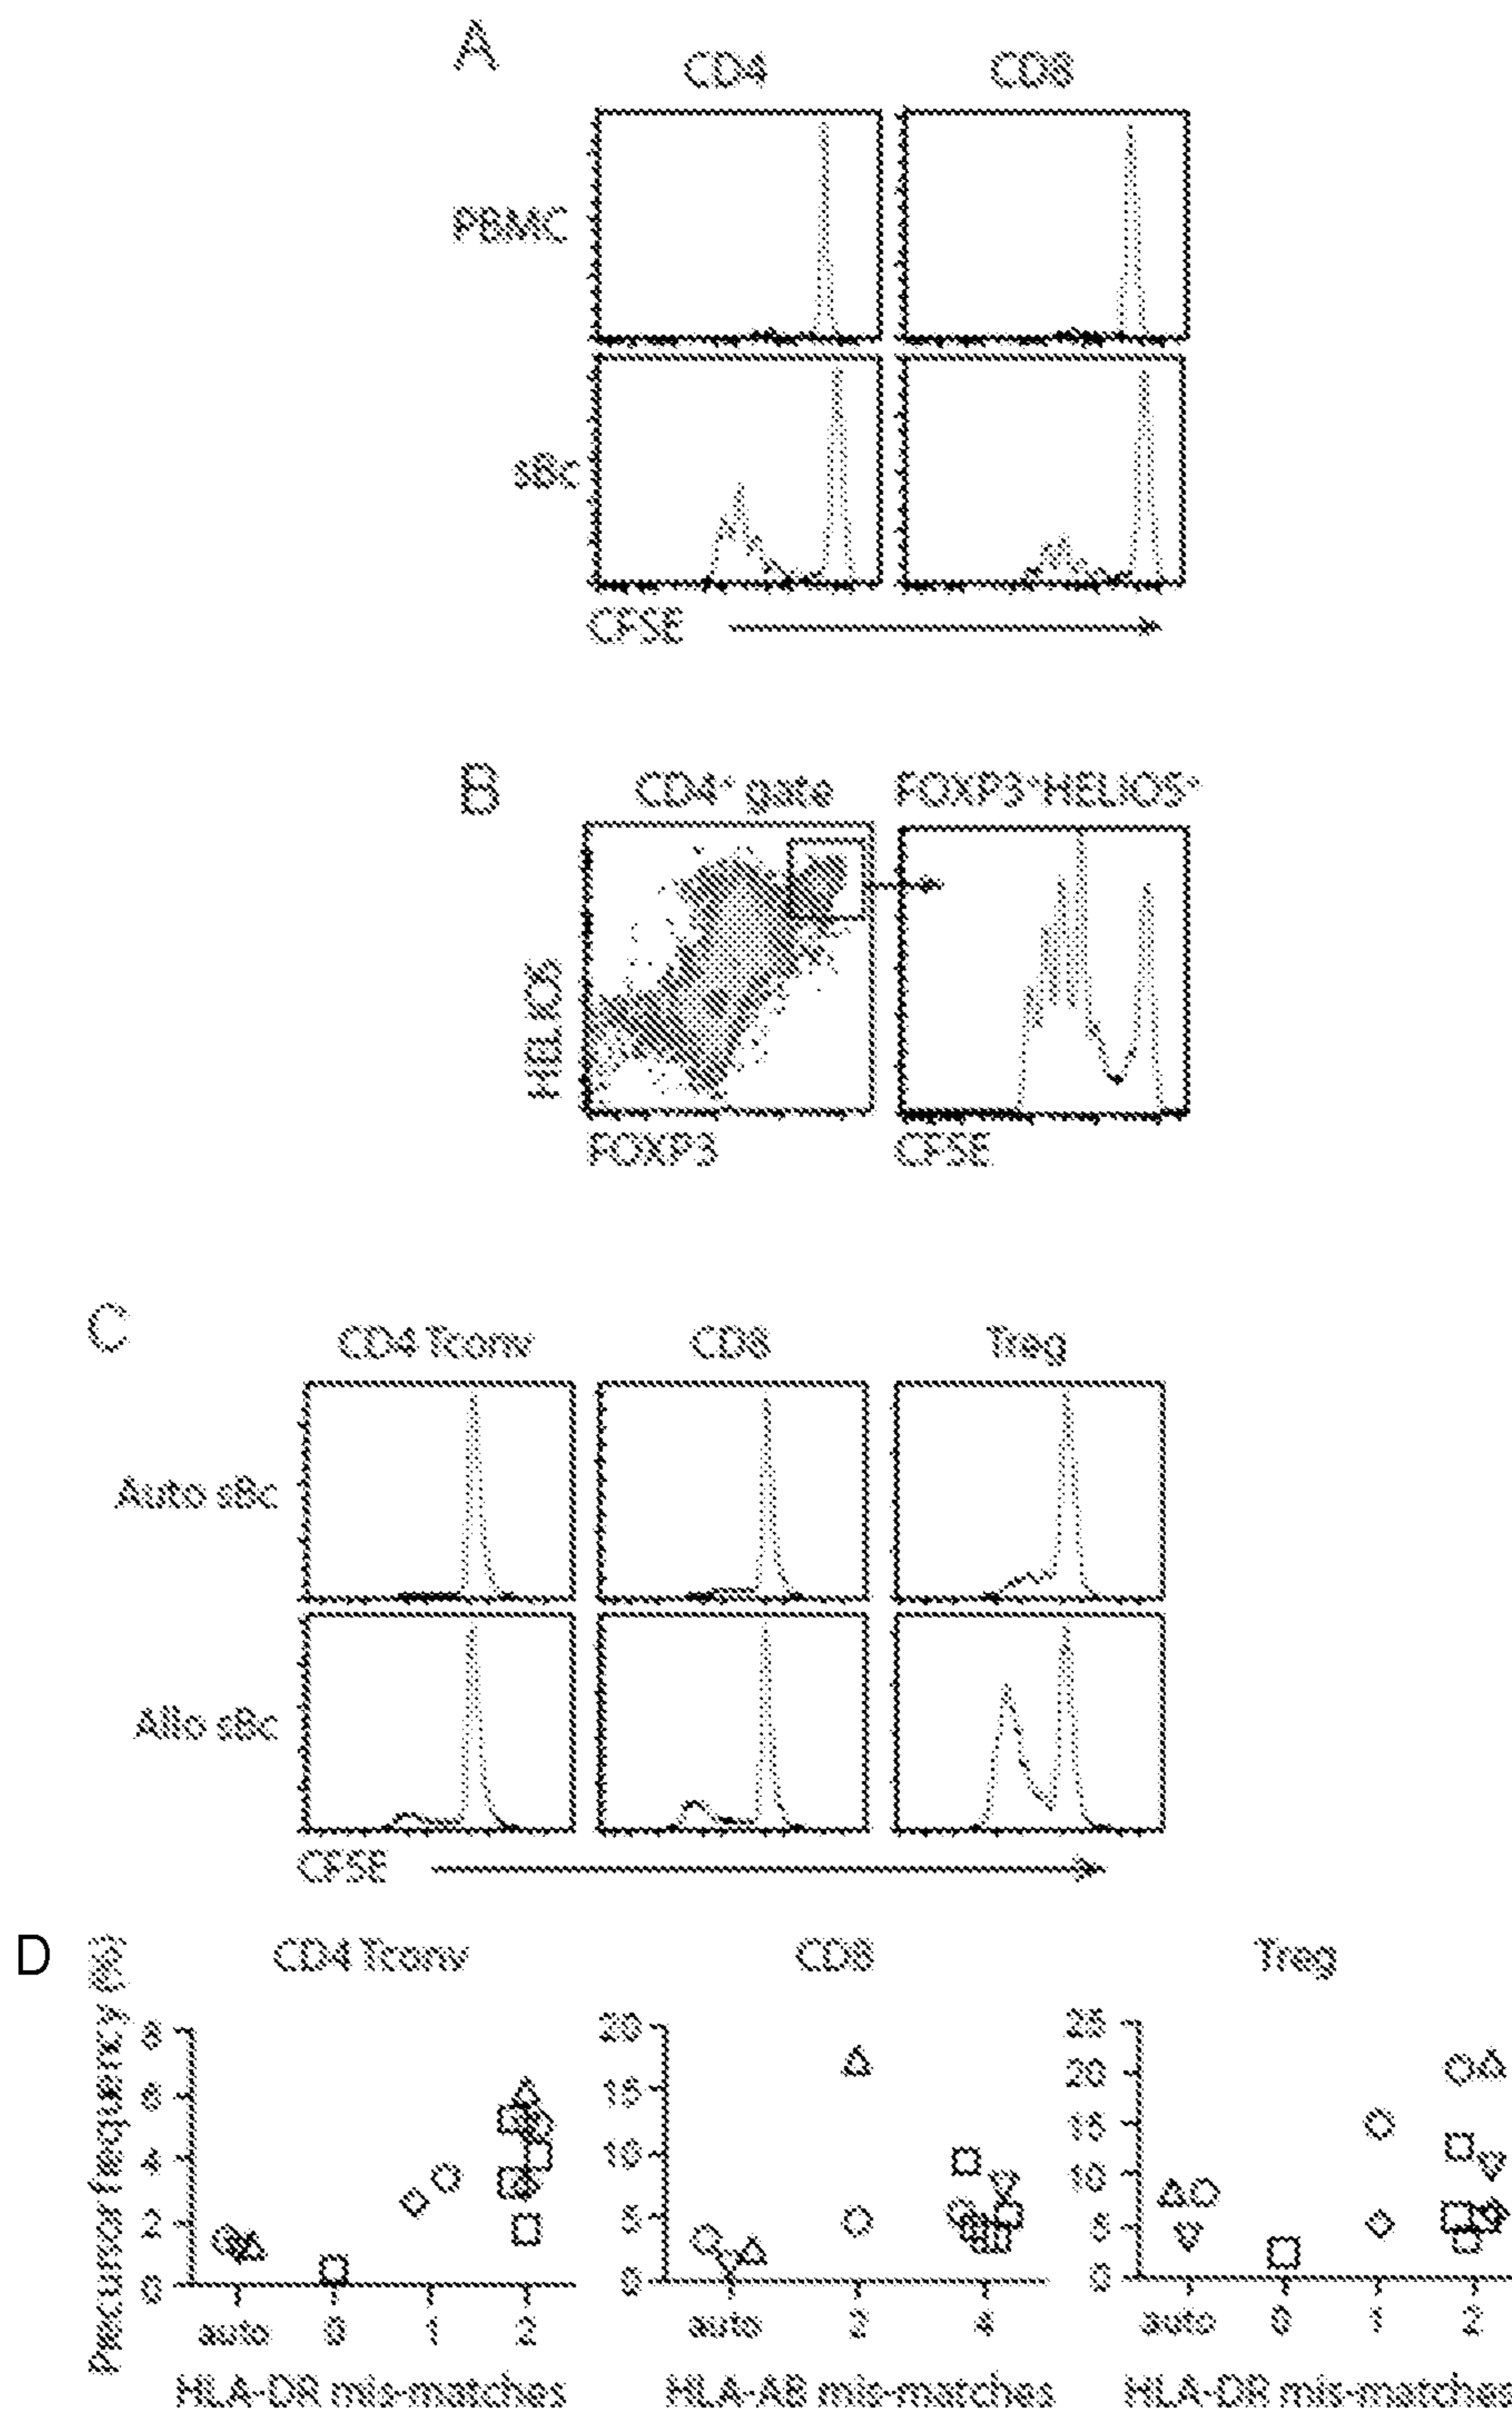 A
CD4 CD8
PBMC
sBc
CFSE
B
CD4⁺ gate FOXP3⁺HELIOS⁺
HELIOS
FOXP3 CFSE
C
CD4 Tconv CD8 Treg
Auto sBc
Allo sBc
CFSE
D
CD4 Tconv CD8 Treg
Precursor frequency (%)
8 6 4 2 0
20 15 10 5 0
25 20 15 10 5 0
auto 0 1 2 auto 2 4 auto 0 1 2
HLA-DR mis-matches HLA-AB mis-matches HLA-DR mis-matches